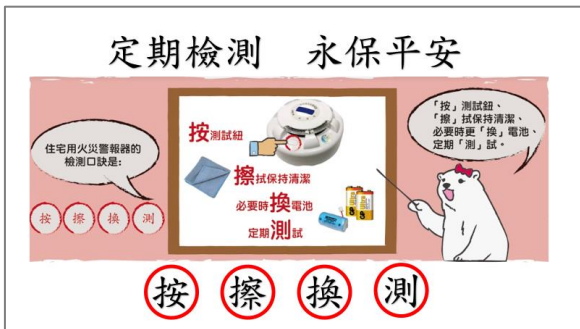 定期檢測　永保平安
住宅用火災警報器的
檢測口訣是:
按 擦 換 測
按測試鈕
擦拭保持清潔
必要時換電池
定期測試
「按」測試鈕、
「擦」拭保持清潔、
必要時更「換」電池、
定期「測」試。
按 擦 換 測